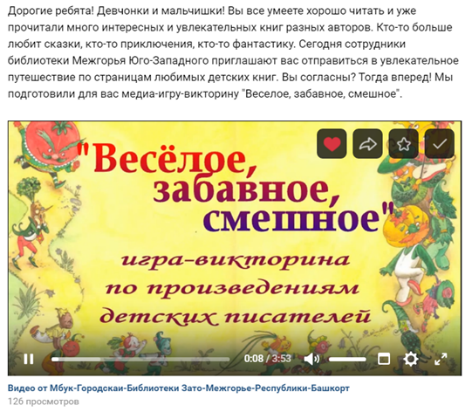 Дорогие ребята! Девчонки и мальчишки! Вы все умеете хорошо читать и уже
прочитали много интересных и увлекательных книг разных авторов. Кто-то больше
любит сказки, кто-то приключения, кто-то фантастику. Сегодня сотрудники
библиотеки Межгорья Юго-Западного приглашают вас отправиться в увлекательное
путешествие по страницам любимых детских книг. Вы согласны? Тогда вперед! Мы
подготовили для вас медиа-игру-викторину "Веселое, забавное, смешное".
"Весёлое,
забавное,
смешное"
игра-викторина
по произведениям
детских писателей
0:08 / 3:53
Видео от Мбук-Городскаи-Библиотеки Зато-Межгорье-Республики-Башкорт
126 просмотров